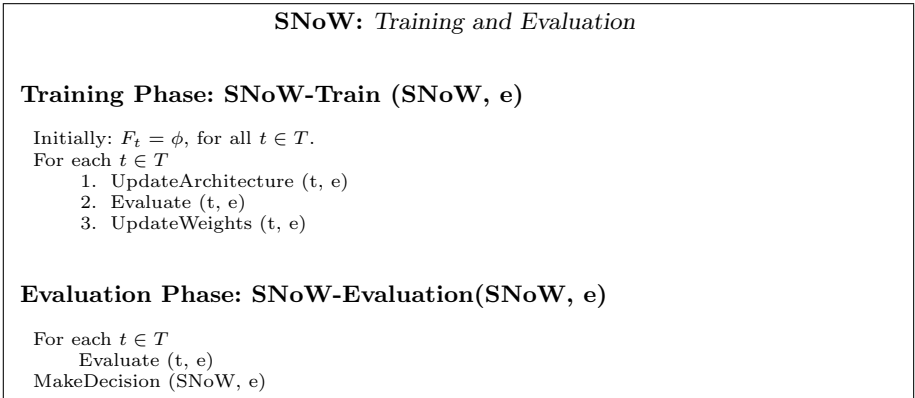 SNoW: Training and Evaluation
Training Phase: SNoW-Train (SNoW, e)
Initially: F_t = ϕ, for all t ∈ T.
For each t ∈ T
1. UpdateArchitecture (t, e)
2. Evaluate (t, e)
3. UpdateWeights (t, e)
Evaluation Phase: SNoW-Evaluation(SNoW, e)
For each t ∈ T
Evaluate (t, e)
MakeDecision (SNoW, e)